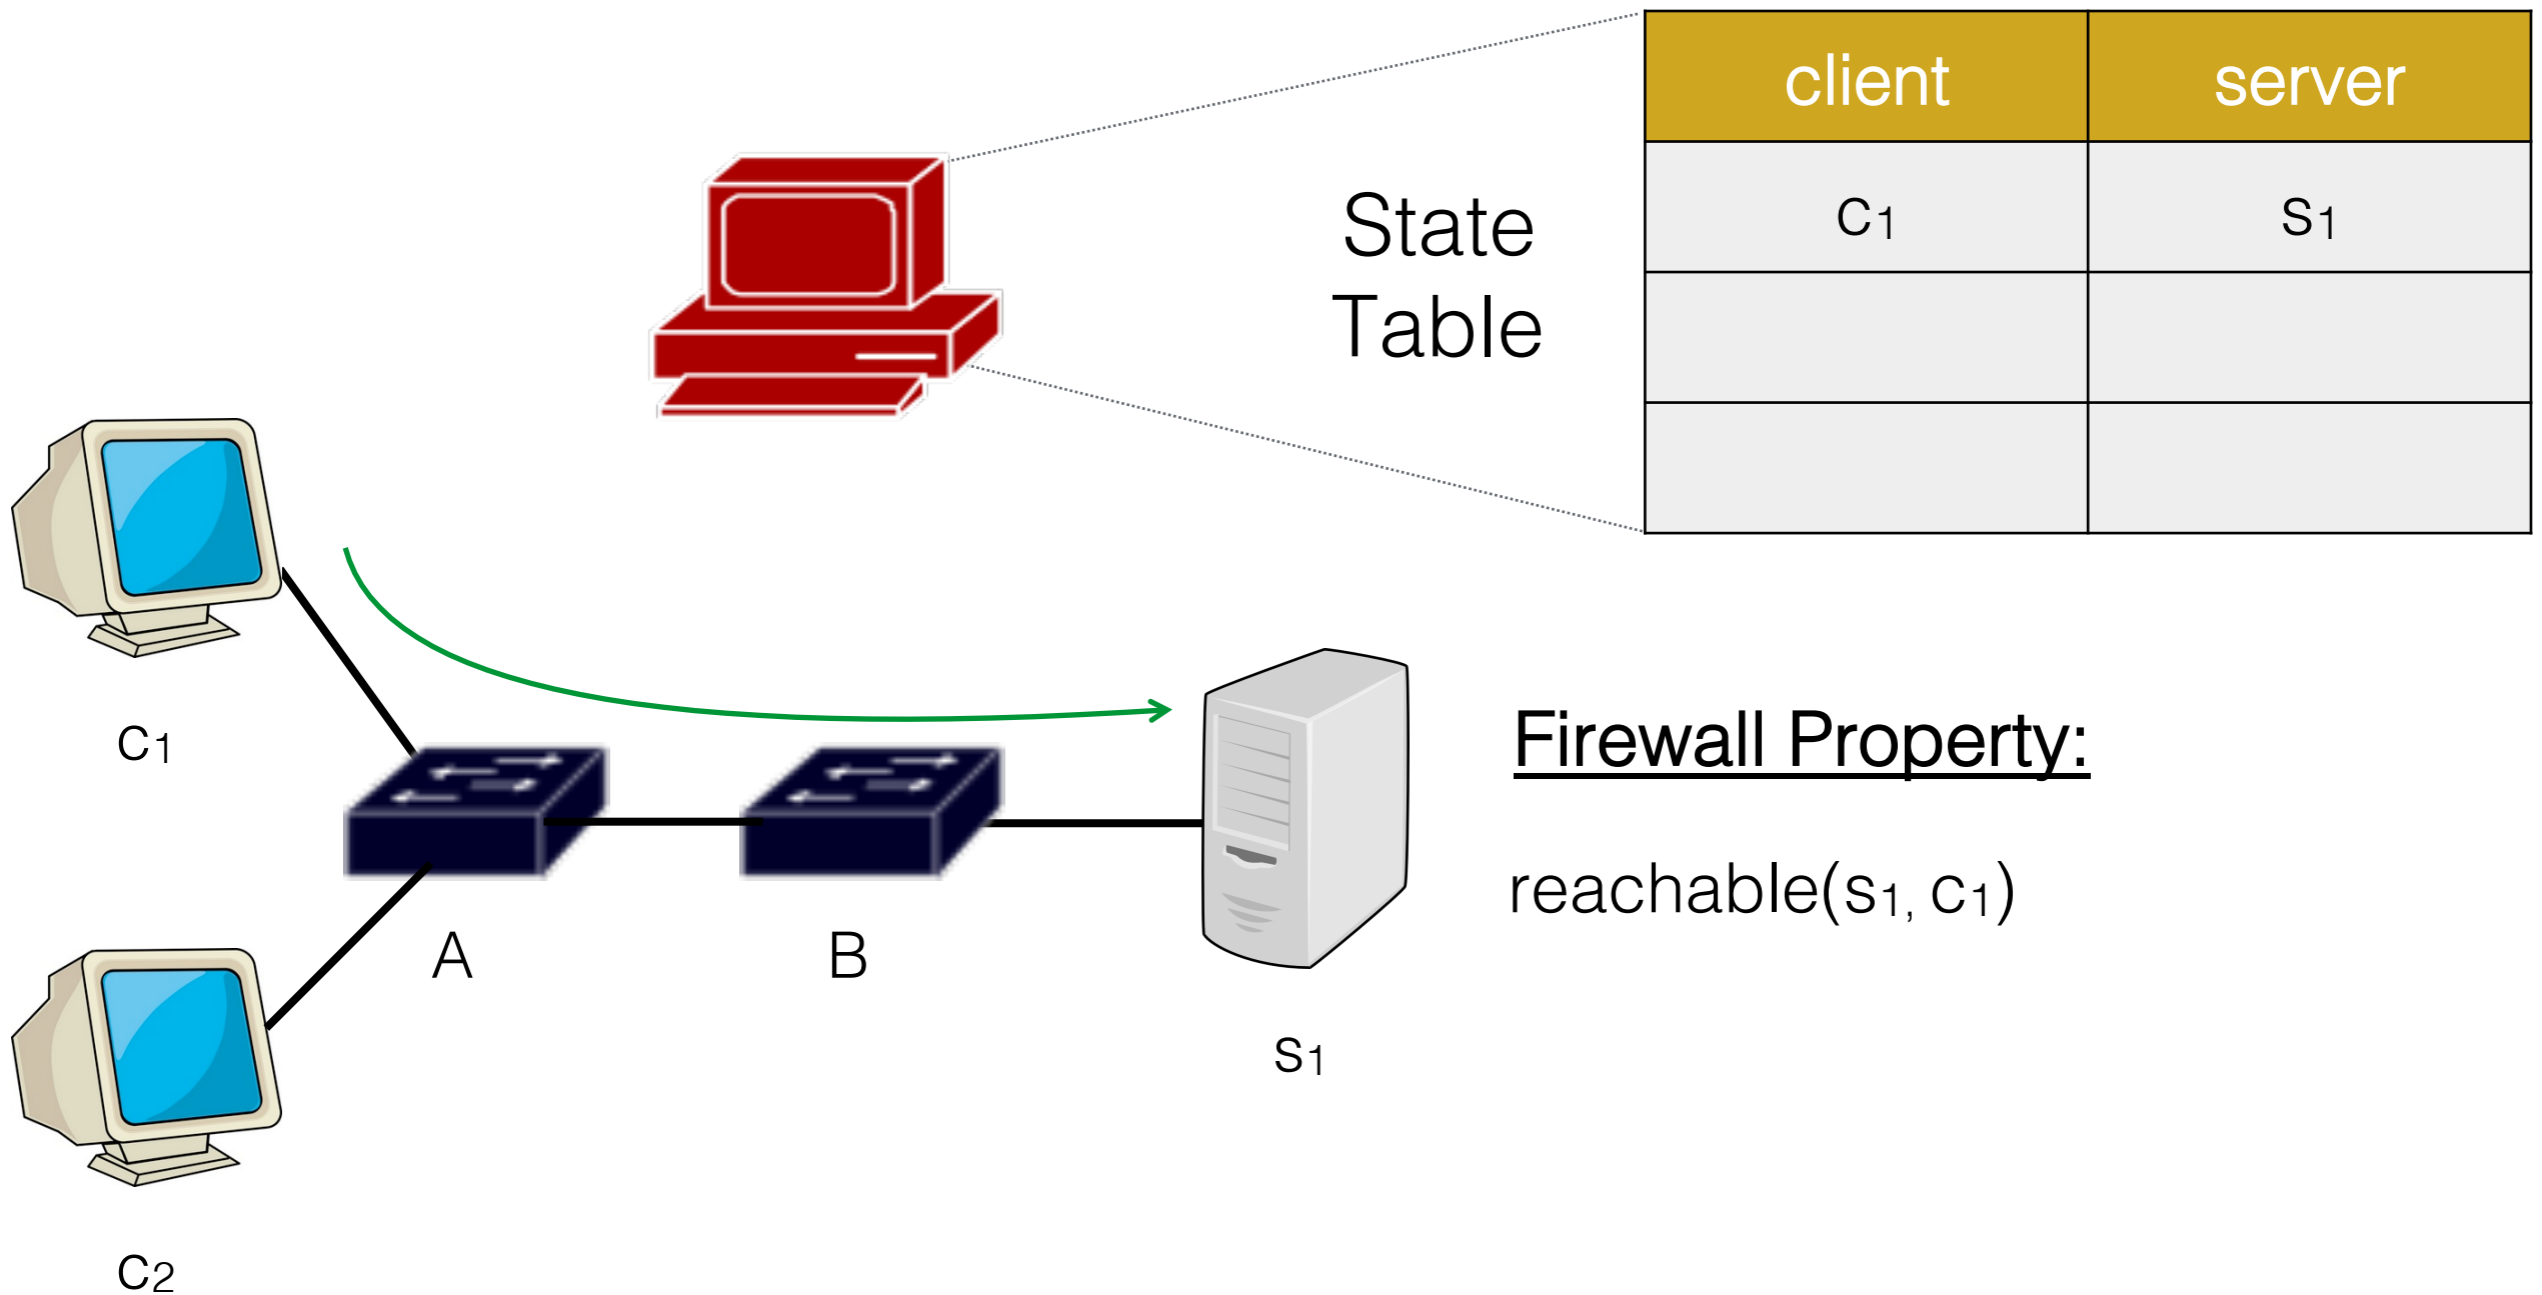 client server
State
Table
C1 S1
C1
Firewall Property:
reachable(s1, c1)
A B
S1
C2